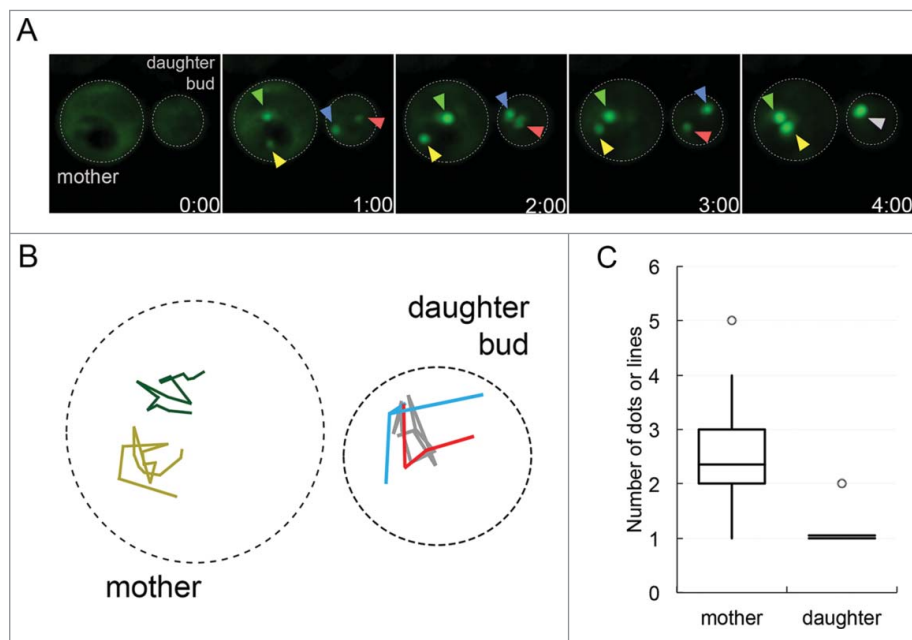 A
daughter
bud
mother
0:00
1:00
2:00
3:00
4:00
B
daughter
bud
mother
C
Number of dots or lines
6
5
4
3
2
1
0
mother
daughter